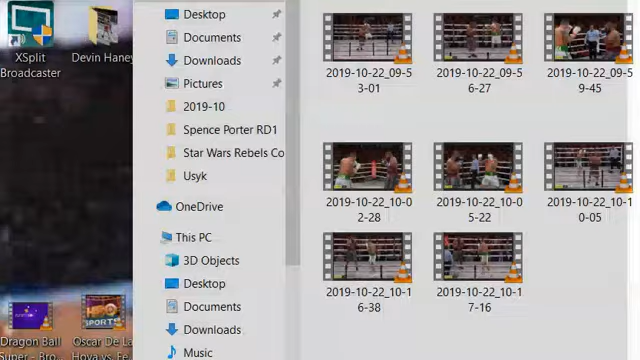 XSplit
Broadcaster
Devin Haney
Dragon Ball
Super - Bro...
HBO
SPORTS
Oscar De La
Hoya vs. Fe...
Desktop
Documents
Downloads
Pictures
2019-10
Spence Porter RD1
Star Wars Rebels Co
Usyk
OneDrive
This PC
3D Objects
Desktop
Documents
Downloads
Music
2019-10-22_09-5
3-01
2019-10-22_09-5
6-27
2019-10-22_09-5
9-45
2019-10-22_10-0
2-28
2019-10-22_10-0
5-22
2019-10-22_10-1
0-05
2019-10-22_10-1
6-38
2019-10-22_10-1
7-16